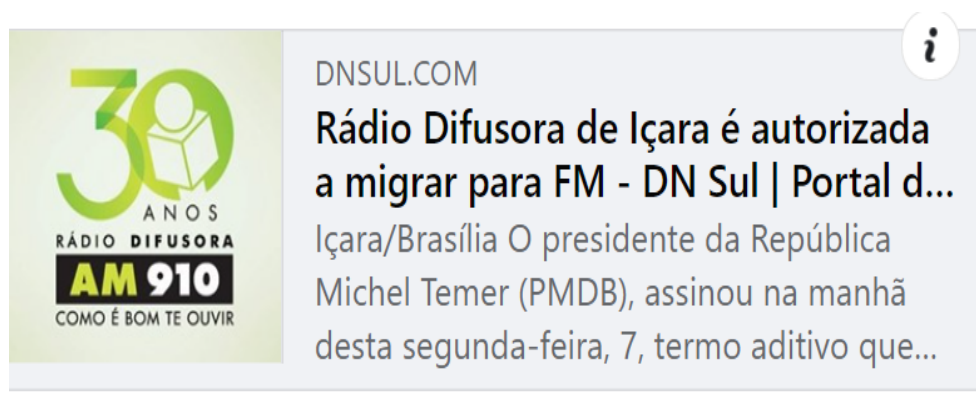 30
ANOS
RÁDIO DIFUSORA
AM 910
COMO É BOM TE OUVIR
i
DNSUL.COM
Rádio Difusora de Içara é autorizada
a migrar para FM - DN Sul | Portal d...
Içara/Brasília O presidente da República
Michel Temer (PMDB), assinou na manhã
desta segunda-feira, 7, termo aditivo que...